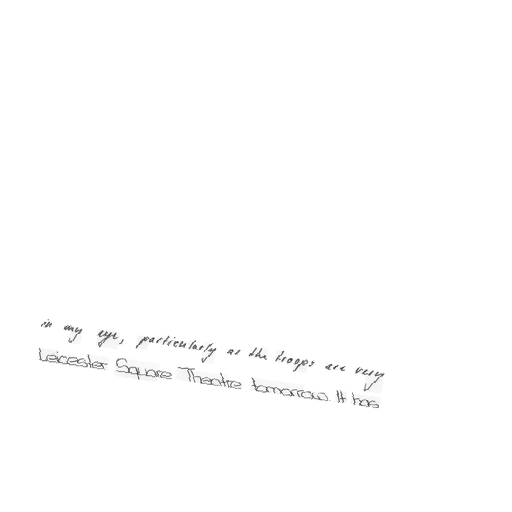 in my eye, particularly as the troops are very
Leicester Square Theatre tomorrow. It has